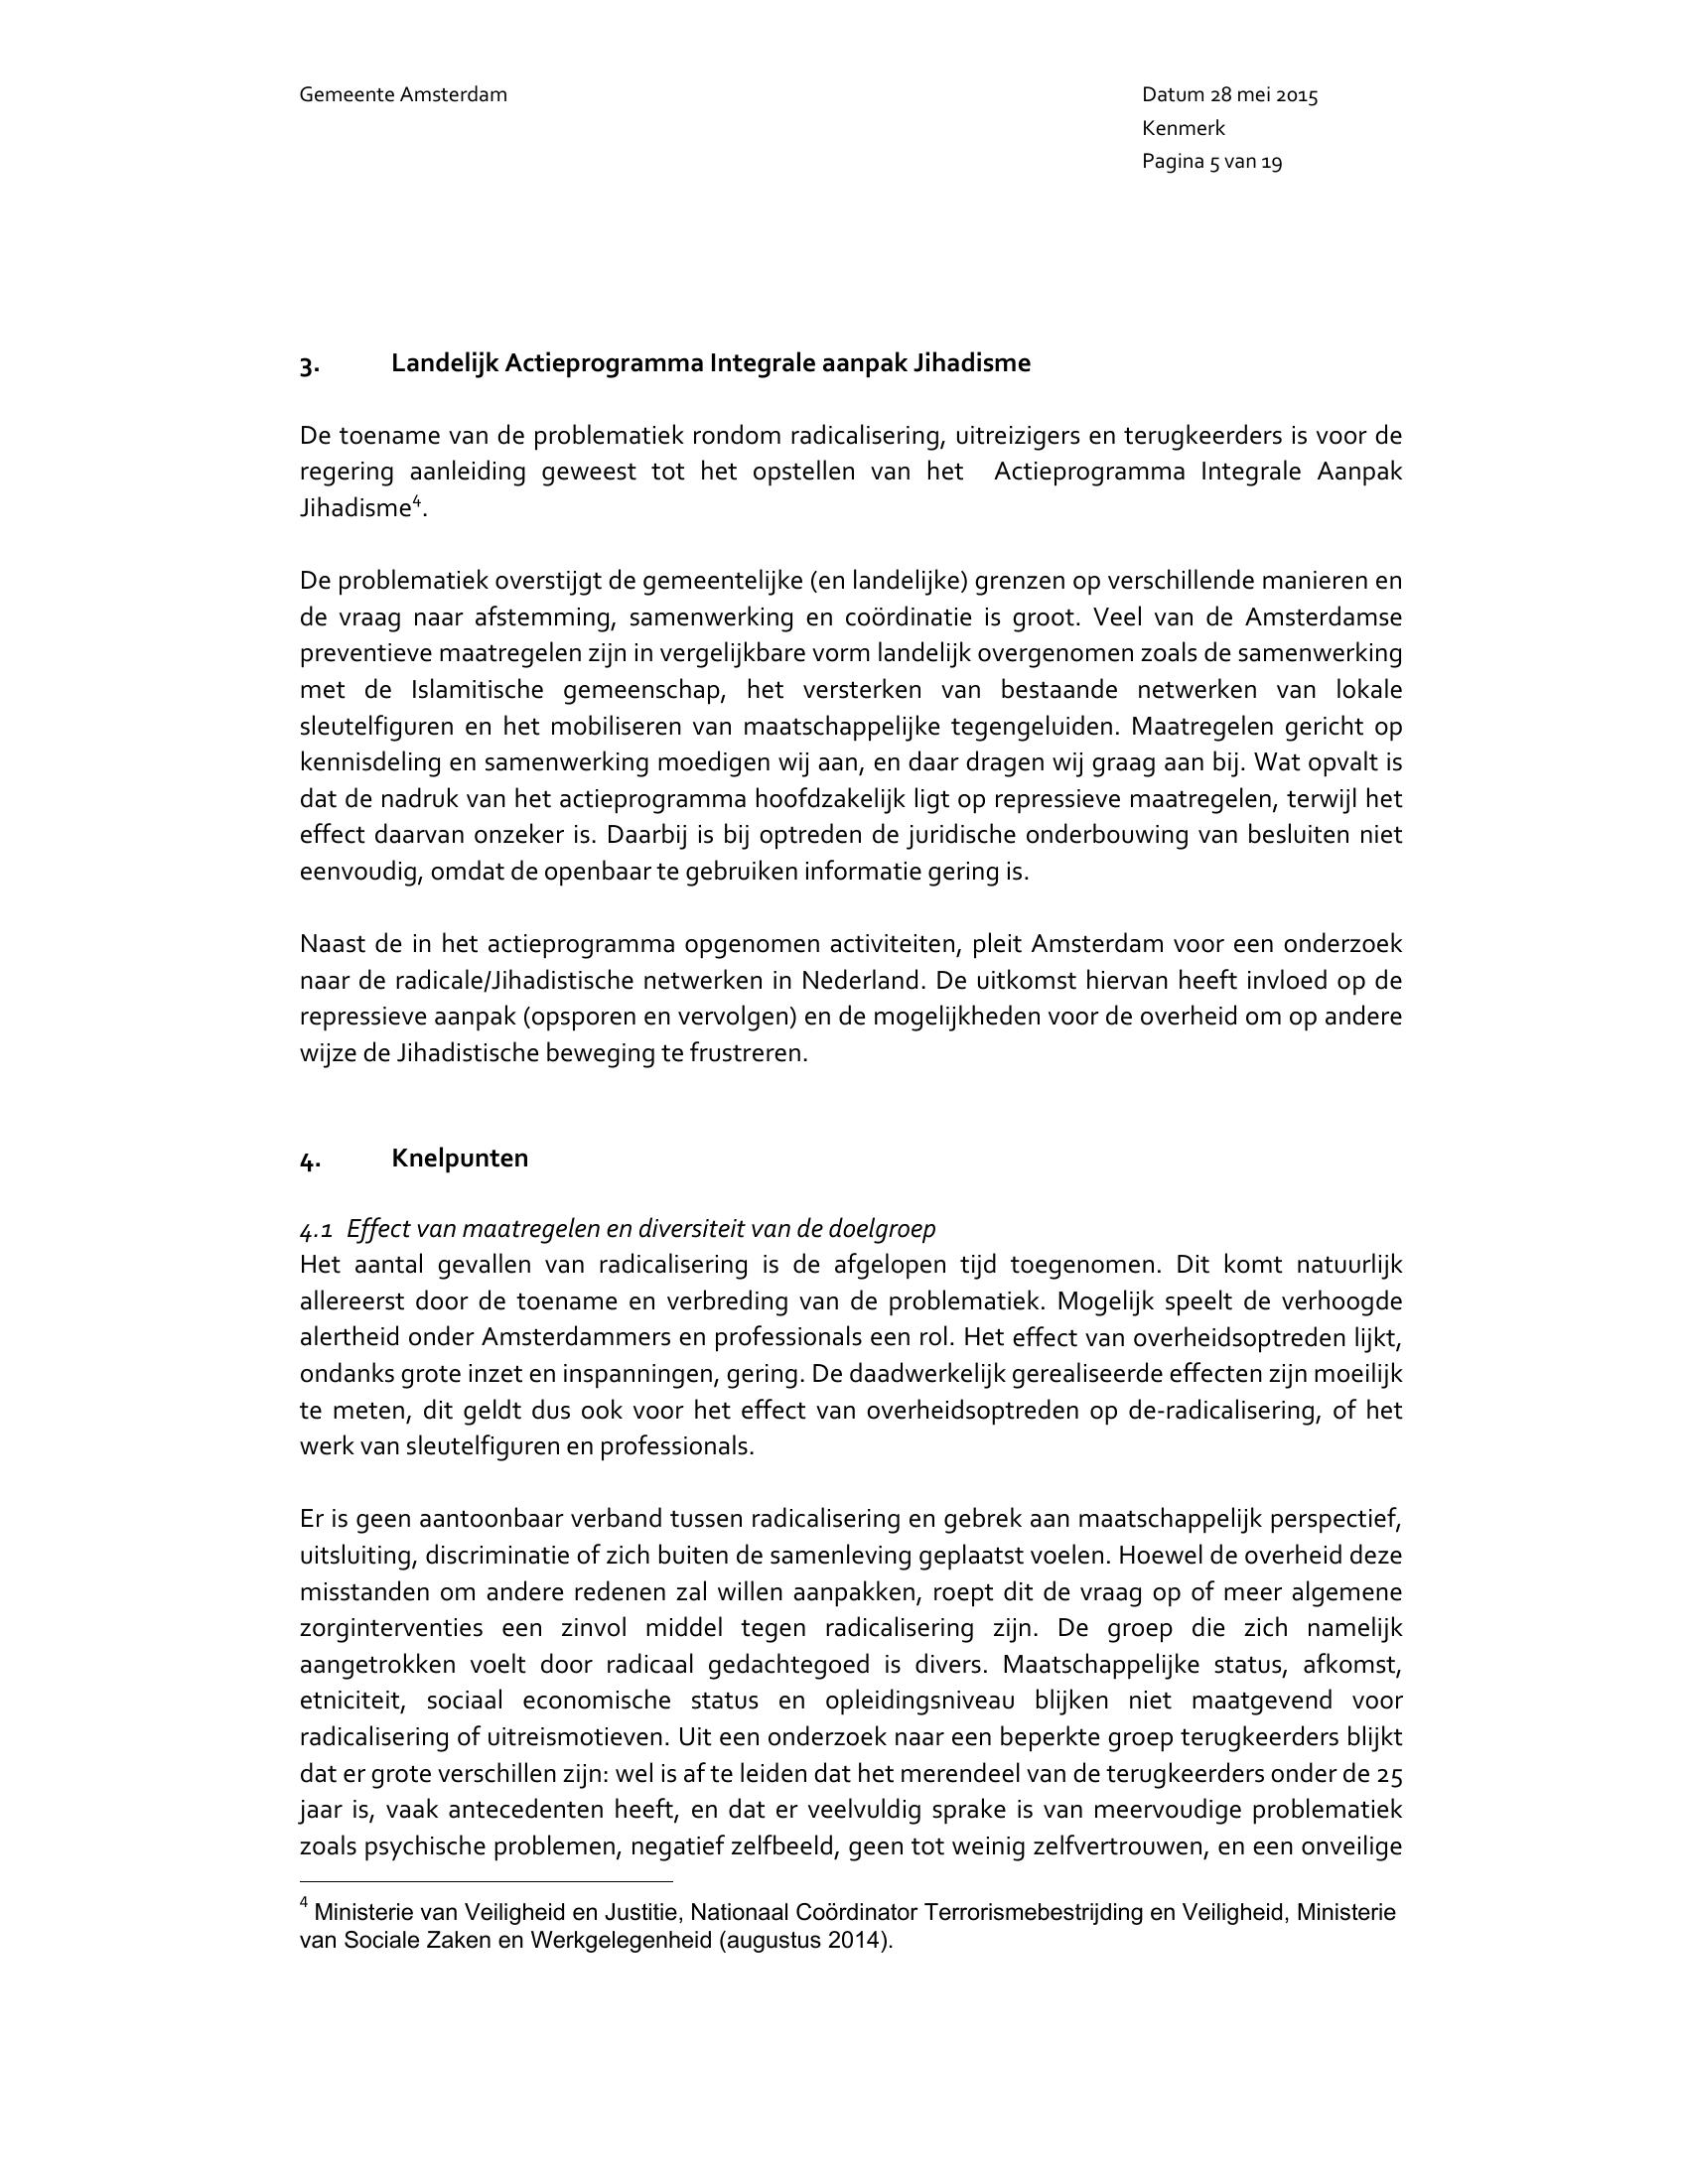 Gemeente Amsterdam
Datum 28 mei 2015
Kenmerk
Pagina 5 van 19
3. Landelijk Actieprogramma Integrale aanpak Jihadisme
De toename van de problematiek rondom radicalisering, uitreizigers en terugkeerders is voor de
regering aanleiding geweest tot het opstellen van het Actieprogramma Integrale Aanpak
Jihadisme4.
De problematiek overstijgt de gemeentelijke (en landelijke) grenzen op verschillende manieren en
de vraag naar afstemming, samenwerking en coördinatie is groot. Veel van de Amsterdamse
preventieve maatregelen zijn in vergelijkbare vorm landelijk overgenomen zoals de samenwerking
met de Islamitische gemeenschap, het versterken van bestaande netwerken van lokale
sleutelfiguren en het mobiliseren van maatschappelijke tegengeluiden. Maatregelen gericht op
kennisdeling en samenwerking moedigen wij aan, en daar dragen wij graag aan bij. Wat opvalt is
dat de nadruk van het actieprogramma hoofdzakelijk ligt op repressieve maatregelen, terwijl het
effect daarvan onzeker is. Daarbij is bij optreden de juridische onderbouwing van besluiten niet
eenvoudig, omdat de openbaar te gebruiken informatie gering is.
Naast de in het actieprogramma opgenomen activiteiten, pleit Amsterdam voor een onderzoek
naar de radicale/Jihadistische netwerken in Nederland. De uitkomst hiervan heeft invloed op de
repressieve aanpak (opsporen en vervolgen) en de mogelijkheden voor de overheid om op andere
wijze de Jihadistische beweging te frustreren.
4. Knelpunten
4.1 Effect van maatregelen en diversiteit van de doelgroep
Het aantal gevallen van radicalisering is de afgelopen tijd toegenomen. Dit komt natuurlijk
allereerst door de toename en verbreding van de problematiek. Mogelijk speelt de verhoogde
alertheid onder Amsterdammers en professionals een rol. Het effect van overheidsoptreden lijkt,
ondanks grote inzet en inspanningen, gering. De daadwerkelijk gerealiseerde effecten zijn moeilijk
te meten, dit geldt dus ook voor het effect van overheidsoptreden op de-radicalisering, of het
werk van sleutelfiguren en professionals.
Er is geen aantoonbaar verband tussen radicalisering en gebrek aan maatschappelijk perspectief,
uitsluiting, discriminatie of zich buiten de samenleving geplaatst voelen. Hoewel de overheid deze
misstanden om andere redenen zal willen aanpakken, roept dit de vraag op of meer algemene
zorginterventies een zinvol middel tegen radicalisering zijn. De groep die zich namelijk
aangetrokken voelt door radicaal gedachtegoed is divers. Maatschappelijke status, afkomst,
etniciteit, sociaal economische status en opleidingsniveau blijken niet maatgevend voor
radicalisering of uitreismotieven. Uit een onderzoek naar een beperkte groep terugkeerders blijkt
dat er grote verschillen zijn: wel is af te leiden dat het merendeel van de terugkeerders onder de 25
jaar is, vaak antecedenten heeft, en dat er veelvuldig sprake is van meervoudige problematiek
zoals psychische problemen, negatief zelfbeeld, geen tot weinig zelfvertrouwen, en een onveilige
4 Ministerie van Veiligheid en Justitie, Nationaal Coördinator Terrorismebestrijding en Veiligheid, Ministerie
van Sociale Zaken en Werkgelegenheid (augustus 2014).